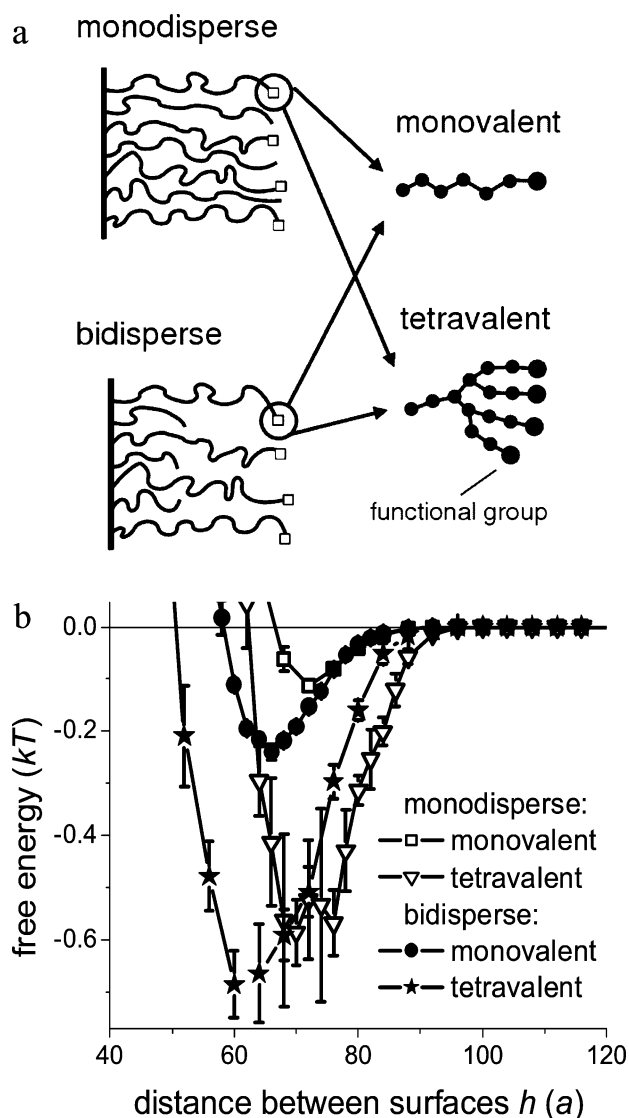 a
monodisperse
monovalent
bidisperse
tetravalent
functional group
b
0.0
-0.2
-0.4
-0.6
free energy (kT)
monodisperse:
monovalent
tetravalent
bidisperse:
monovalent
tetravalent
40 60 80 100 120
distance between surfaces h (a)